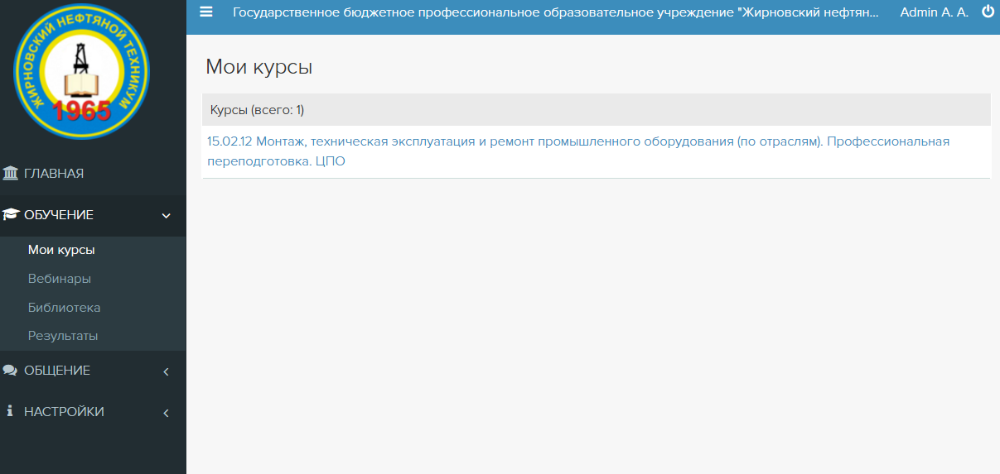 ЖИРНОВСКИЙ НЕФТЯНОЙ ТЕХНИКУМ
1965
Государственное бюджетное профессиональное образовательное учреждение "Жирновский нефтян...
Admin A. A.
ГЛАВНАЯ
ОБУЧЕНИЕ
Мои курсы
Вебинары
Библиотека
Результаты
ОБЩЕНИЕ
НАСТРОЙКИ
Мои курсы
Курсы (всего: 1)
15.02.12 Монтаж, техническая эксплуатация и ремонт промышленного оборудования (по отраслям). Профессиональная
переподготовка. ЦПО